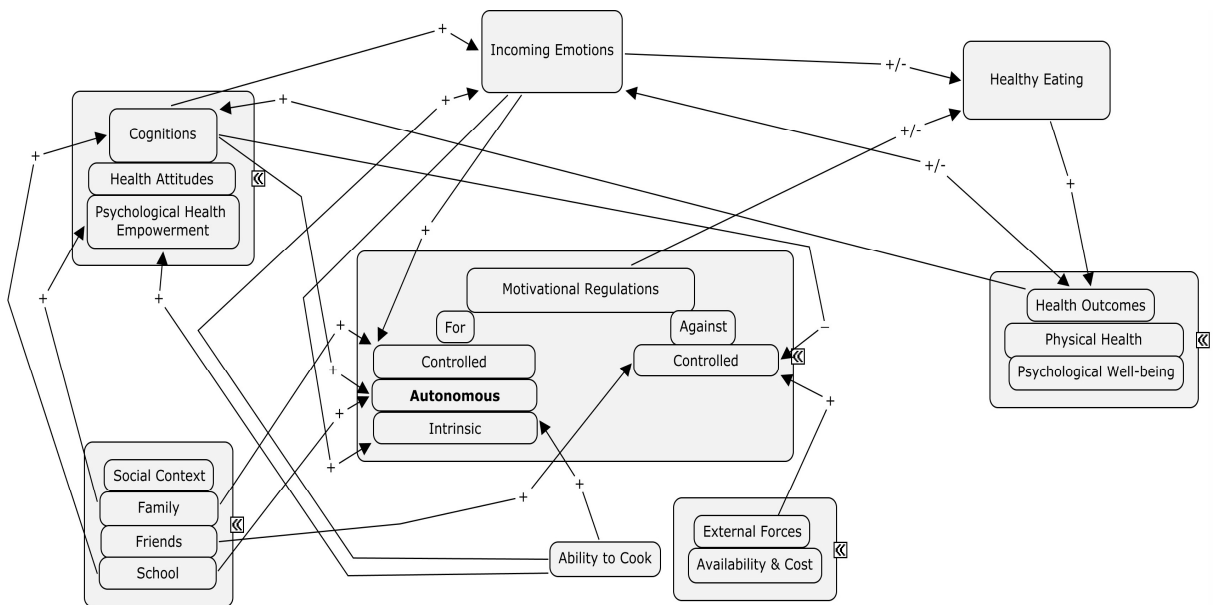 +
Incoming Emotions
+/-
Healthy Eating
+
+
Cognitions
+/-
+
+/-
Health Attitudes
+
Psychological Health
Empowerment
+
+
+
Motivational Regulations
Health Outcomes
For
Against
+
−
Physical Health
Controlled
Controlled
+
Psychological Well-being
Autonomous
+
+
Intrinsic
Social Context
+
+
Family
+
External Forces
Friends
Ability to Cook
Availability & Cost
School